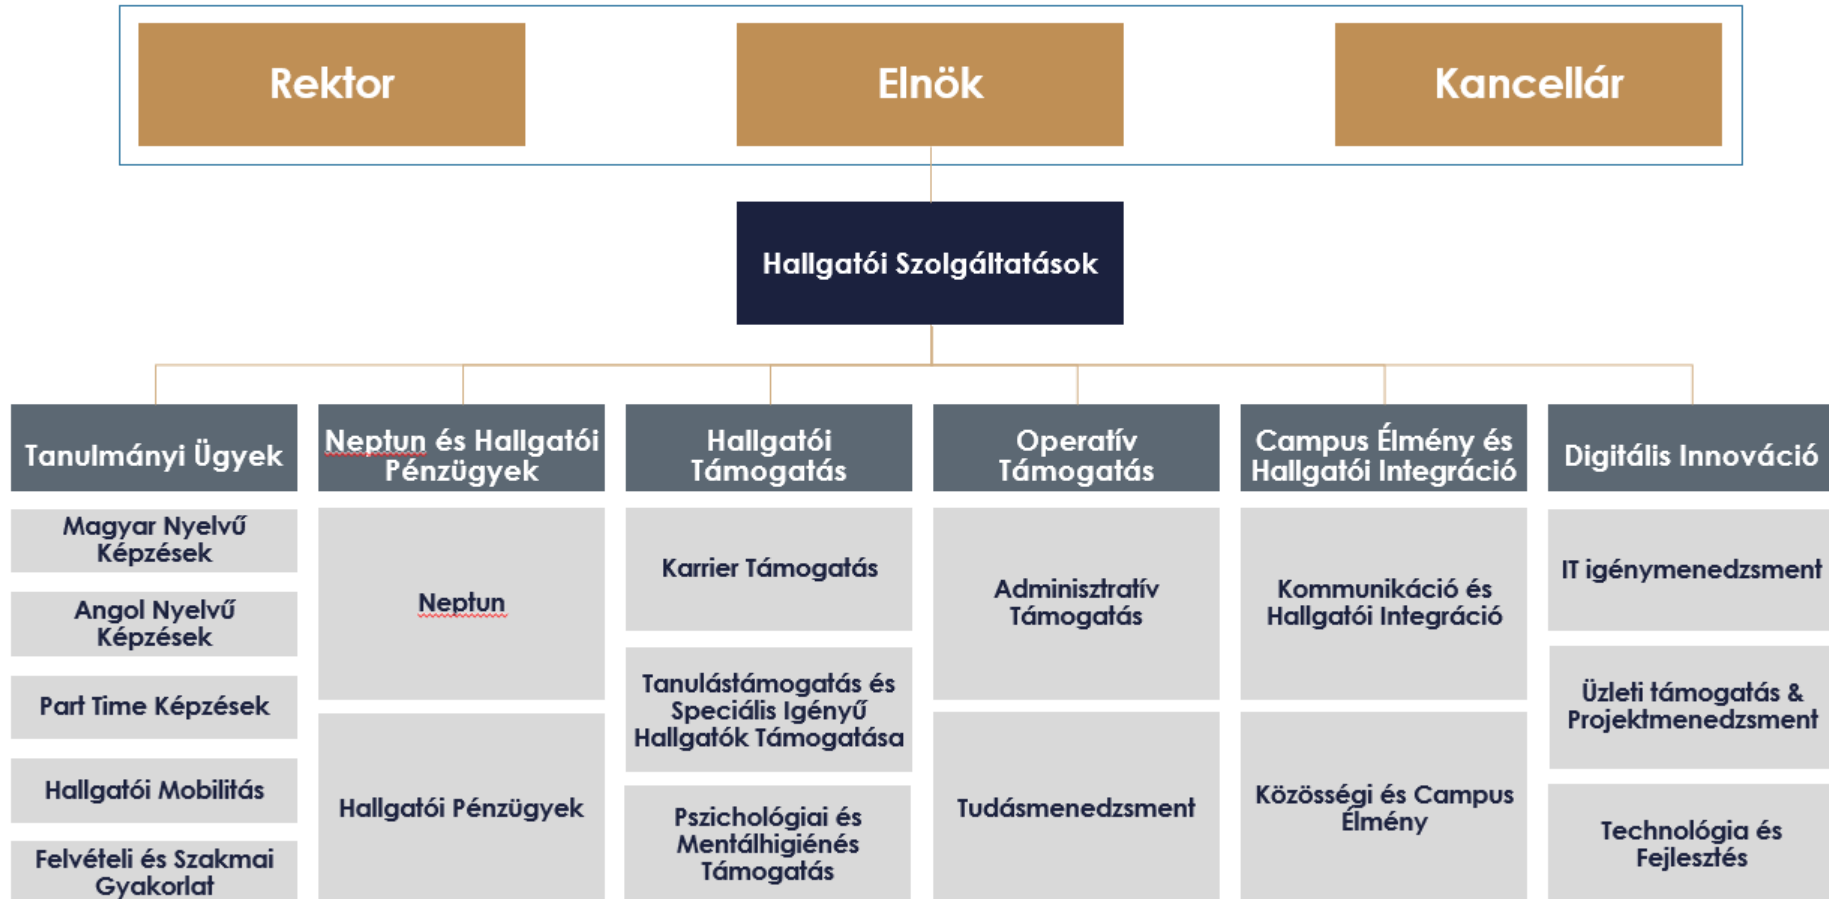 Rektor
Elnök
Kancellár
Hallgatói Szolgáltatások
Tanulmányi Ügyek
Neptun és Hallgatói
Pénzügyek
Hallgatói
Támogatás
Operatív
Támogatás
Campus Élmény és
Hallgatói Integráció
Digitális Innováció
Magyar Nyelvű
Képzések
Angol Nyelvű
Képzések
Part Time Képzések
Hallgatói Mobilitás
Felvételi és Szakmai
Gyakorlat
Neptun
Hallgatói Pénzügyek
Karrier Támogatás
Tanulástámogatás és
Speciális Igényű
Hallgatók Támogatása
Pszichológiai és
Mentálhigiénés
Támogatás
Adminisztratív
Támogatás
Tudásmenedzsment
Kommunikáció és
Hallgatói Integráció
Közösségi és Campus
Élmény
IT igénymenedzsment
Üzleti támogatás &
Projektmenedzsment
Technológia és
Fejlesztés